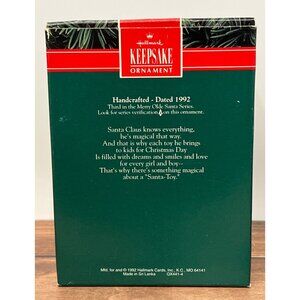 Hallmark
KEEPSAKE
ORNAMENT
Handcrafted - Dated 1992
Third in the Merry Olde Santa Series.
Look for series verification on this ornament.
Santa Claus knows everything,
he's magical that way.
And that is why each toy he brings
to kids for Christmas Day
Is filled with dreams and smiles and love
for every girl and boy--
That's why there's something magical
about a "Santa-Toy."
Mfd. for and © 1992 Hallmark Cards, Inc., K.C., MO 64141
Made in Sri Lanka QX441-4